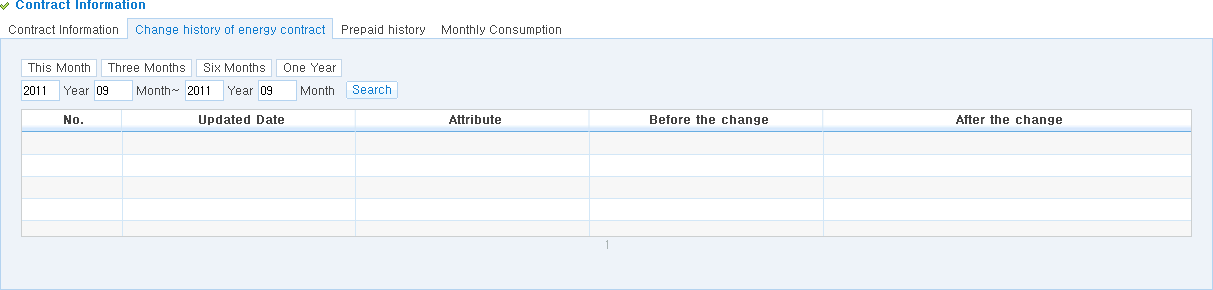 Contract Information
Contract Information Change history of energy contract Prepaid history Monthly Consumption
This Month Three Months Six Months One Year
2011 Year 09 Month~ 2011 Year 09 Month Search
No. Updated Date Attribute Before the change After the change
1